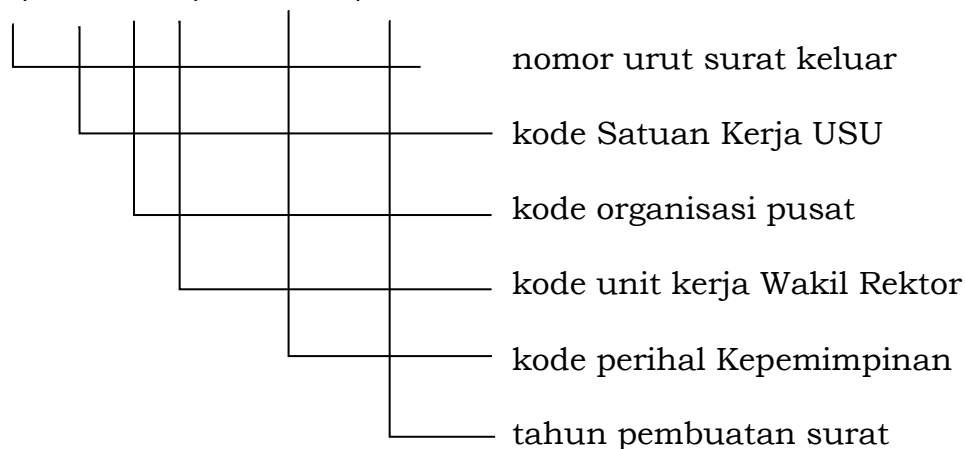 nomor urut surat keluar
kode Satuan Kerja USU
kode organisasi pusat
kode unit kerja Wakil Rektor
kode perihal Kepemimpinan
tahun pembuatan surat